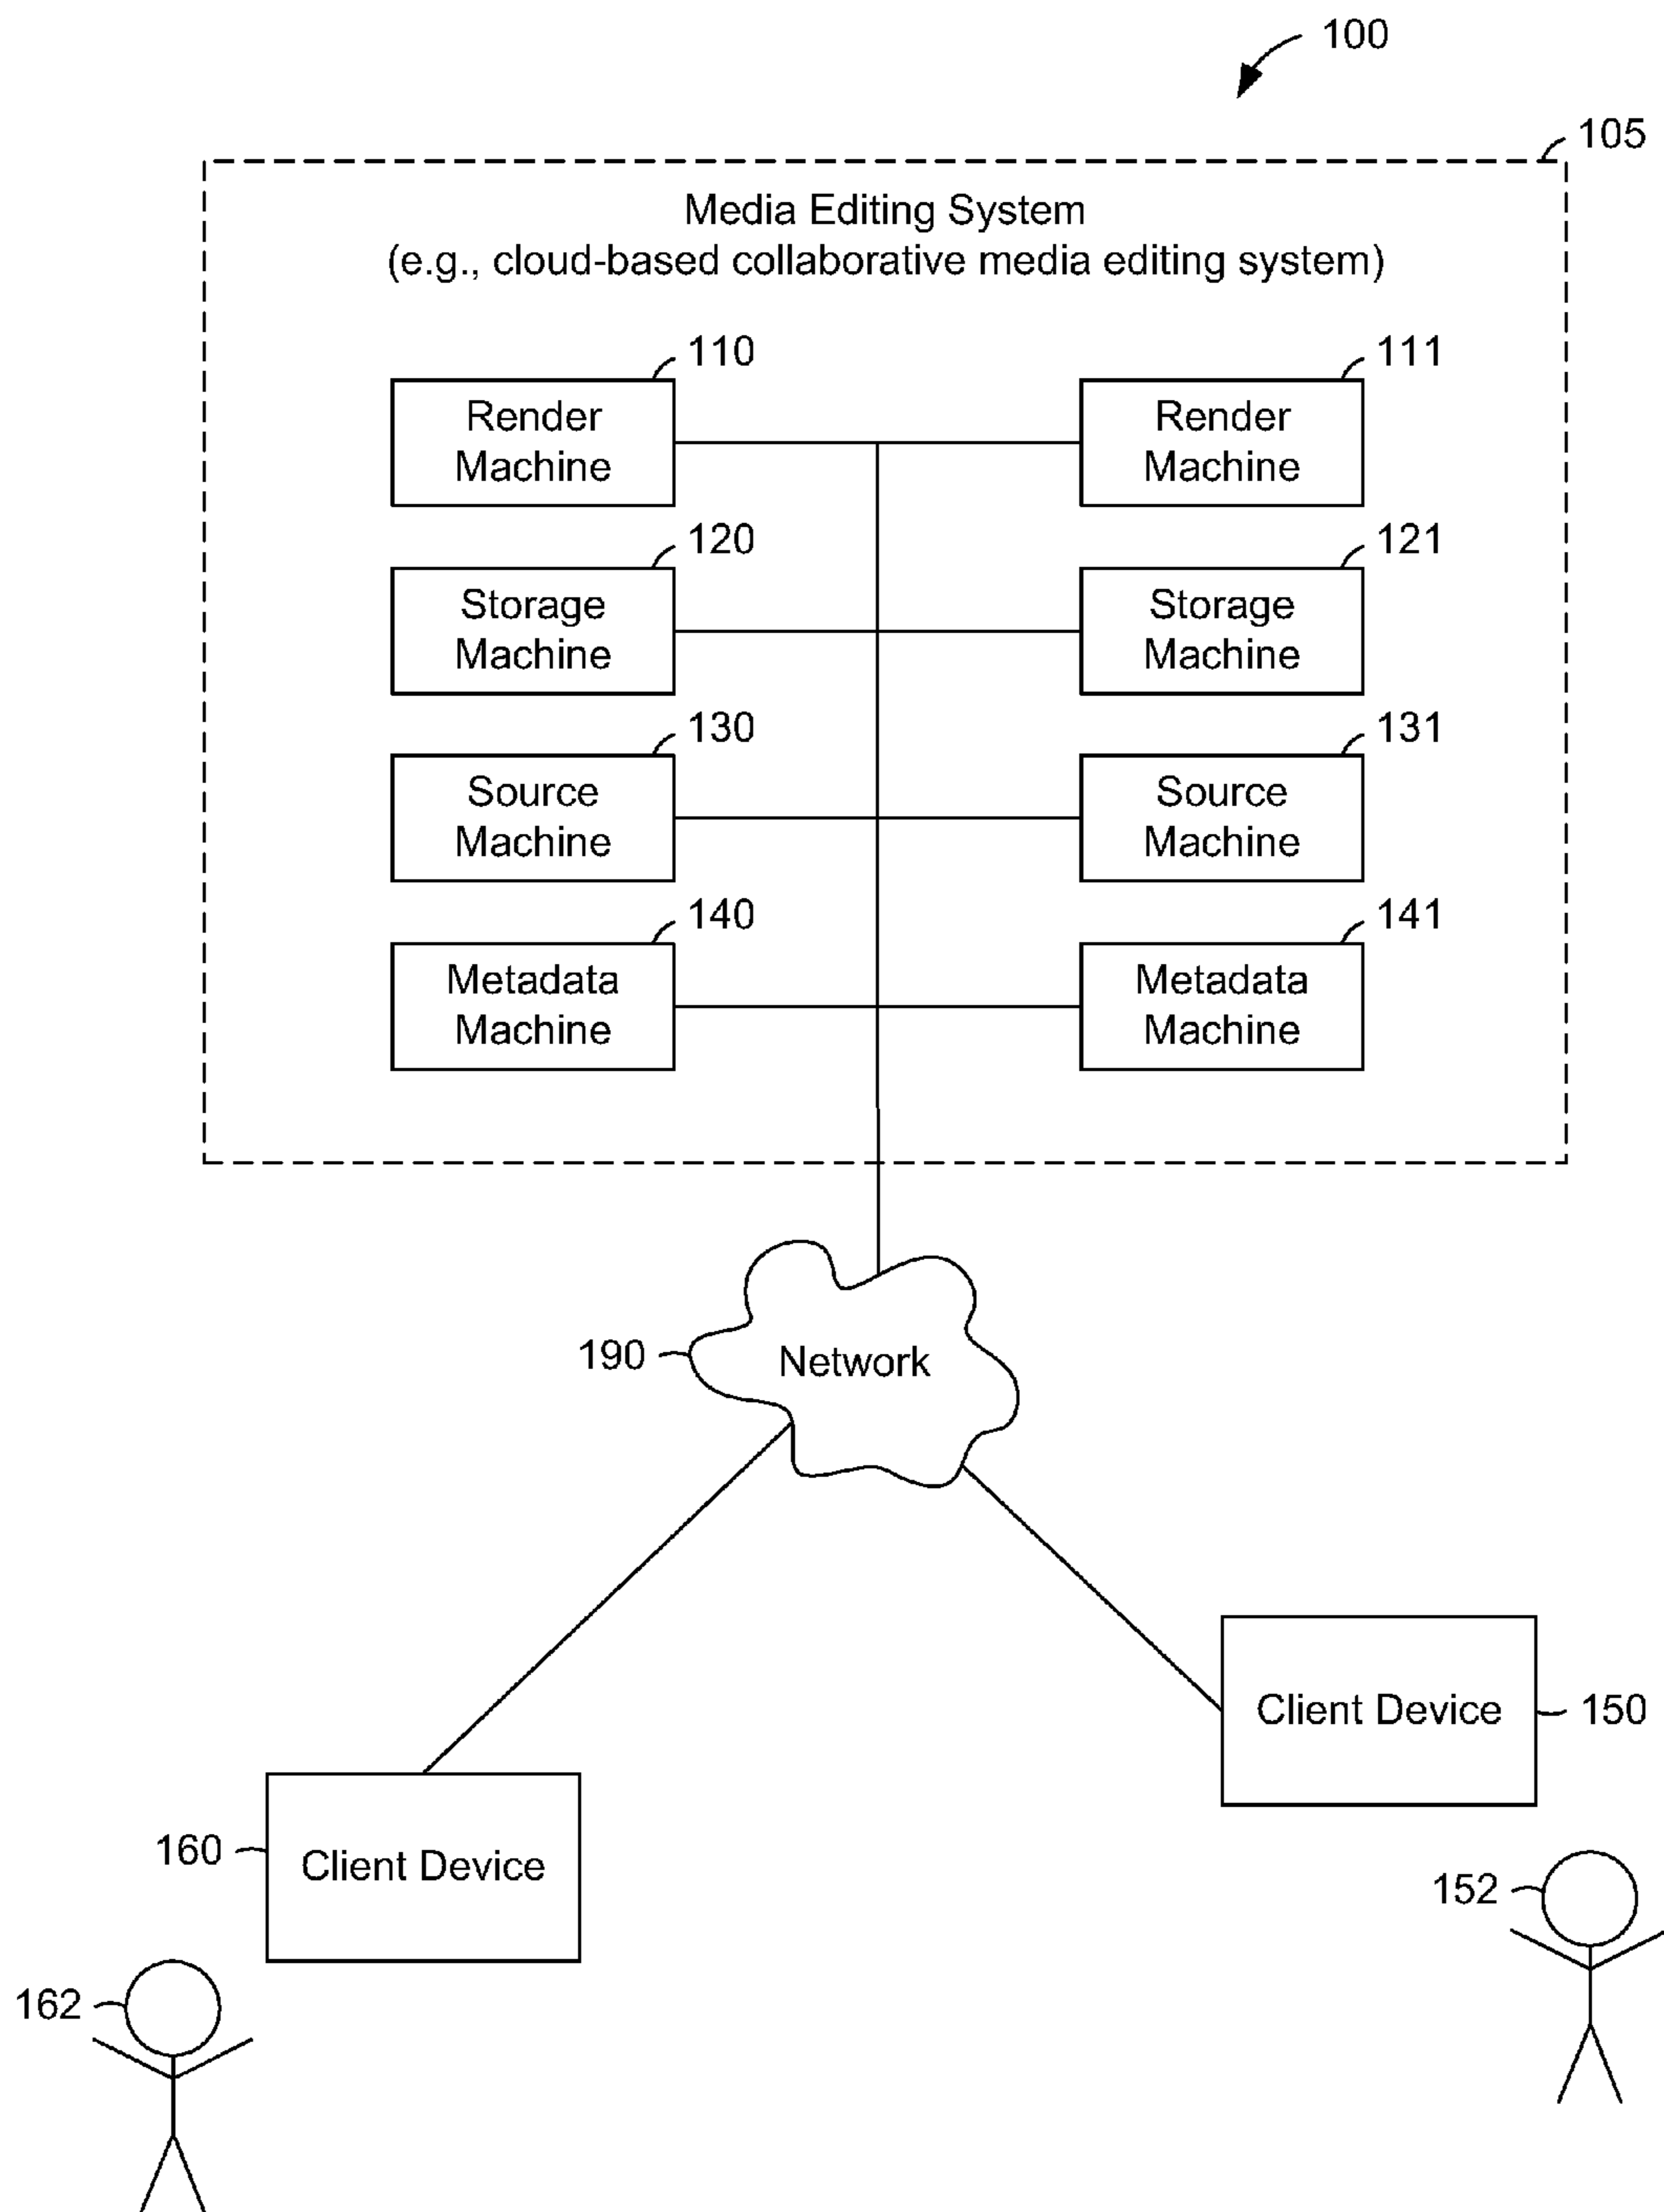 100
105
Media Editing System
(e.g., cloud-based collaborative media editing system)
110
111
Render
Machine
Render
Machine
120
121
Storage
Machine
Storage
Machine
130
131
Source
Machine
Source
Machine
140
141
Metadata
Machine
Metadata
Machine
190
Network
Client Device
150
160
Client Device
152
162